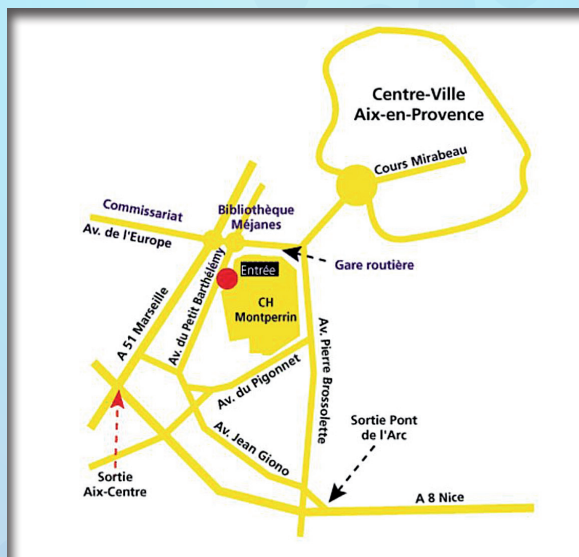 Centre-Ville
Aix-en-Provence
Cours Mirabeau
Commissariat
Bibliothèque
Méjanes
Av. de l'Europe
Gare routière
Entrée
CH
Montperrin
A 51 Marseille
Av. du Petit Barthélémy
Av. Pierre Brossolette
Av. du Pigonnet
Av. Jean Giono
Sortie Pont
de l'Arc
Sortie
Aix-Centre
A 8 Nice